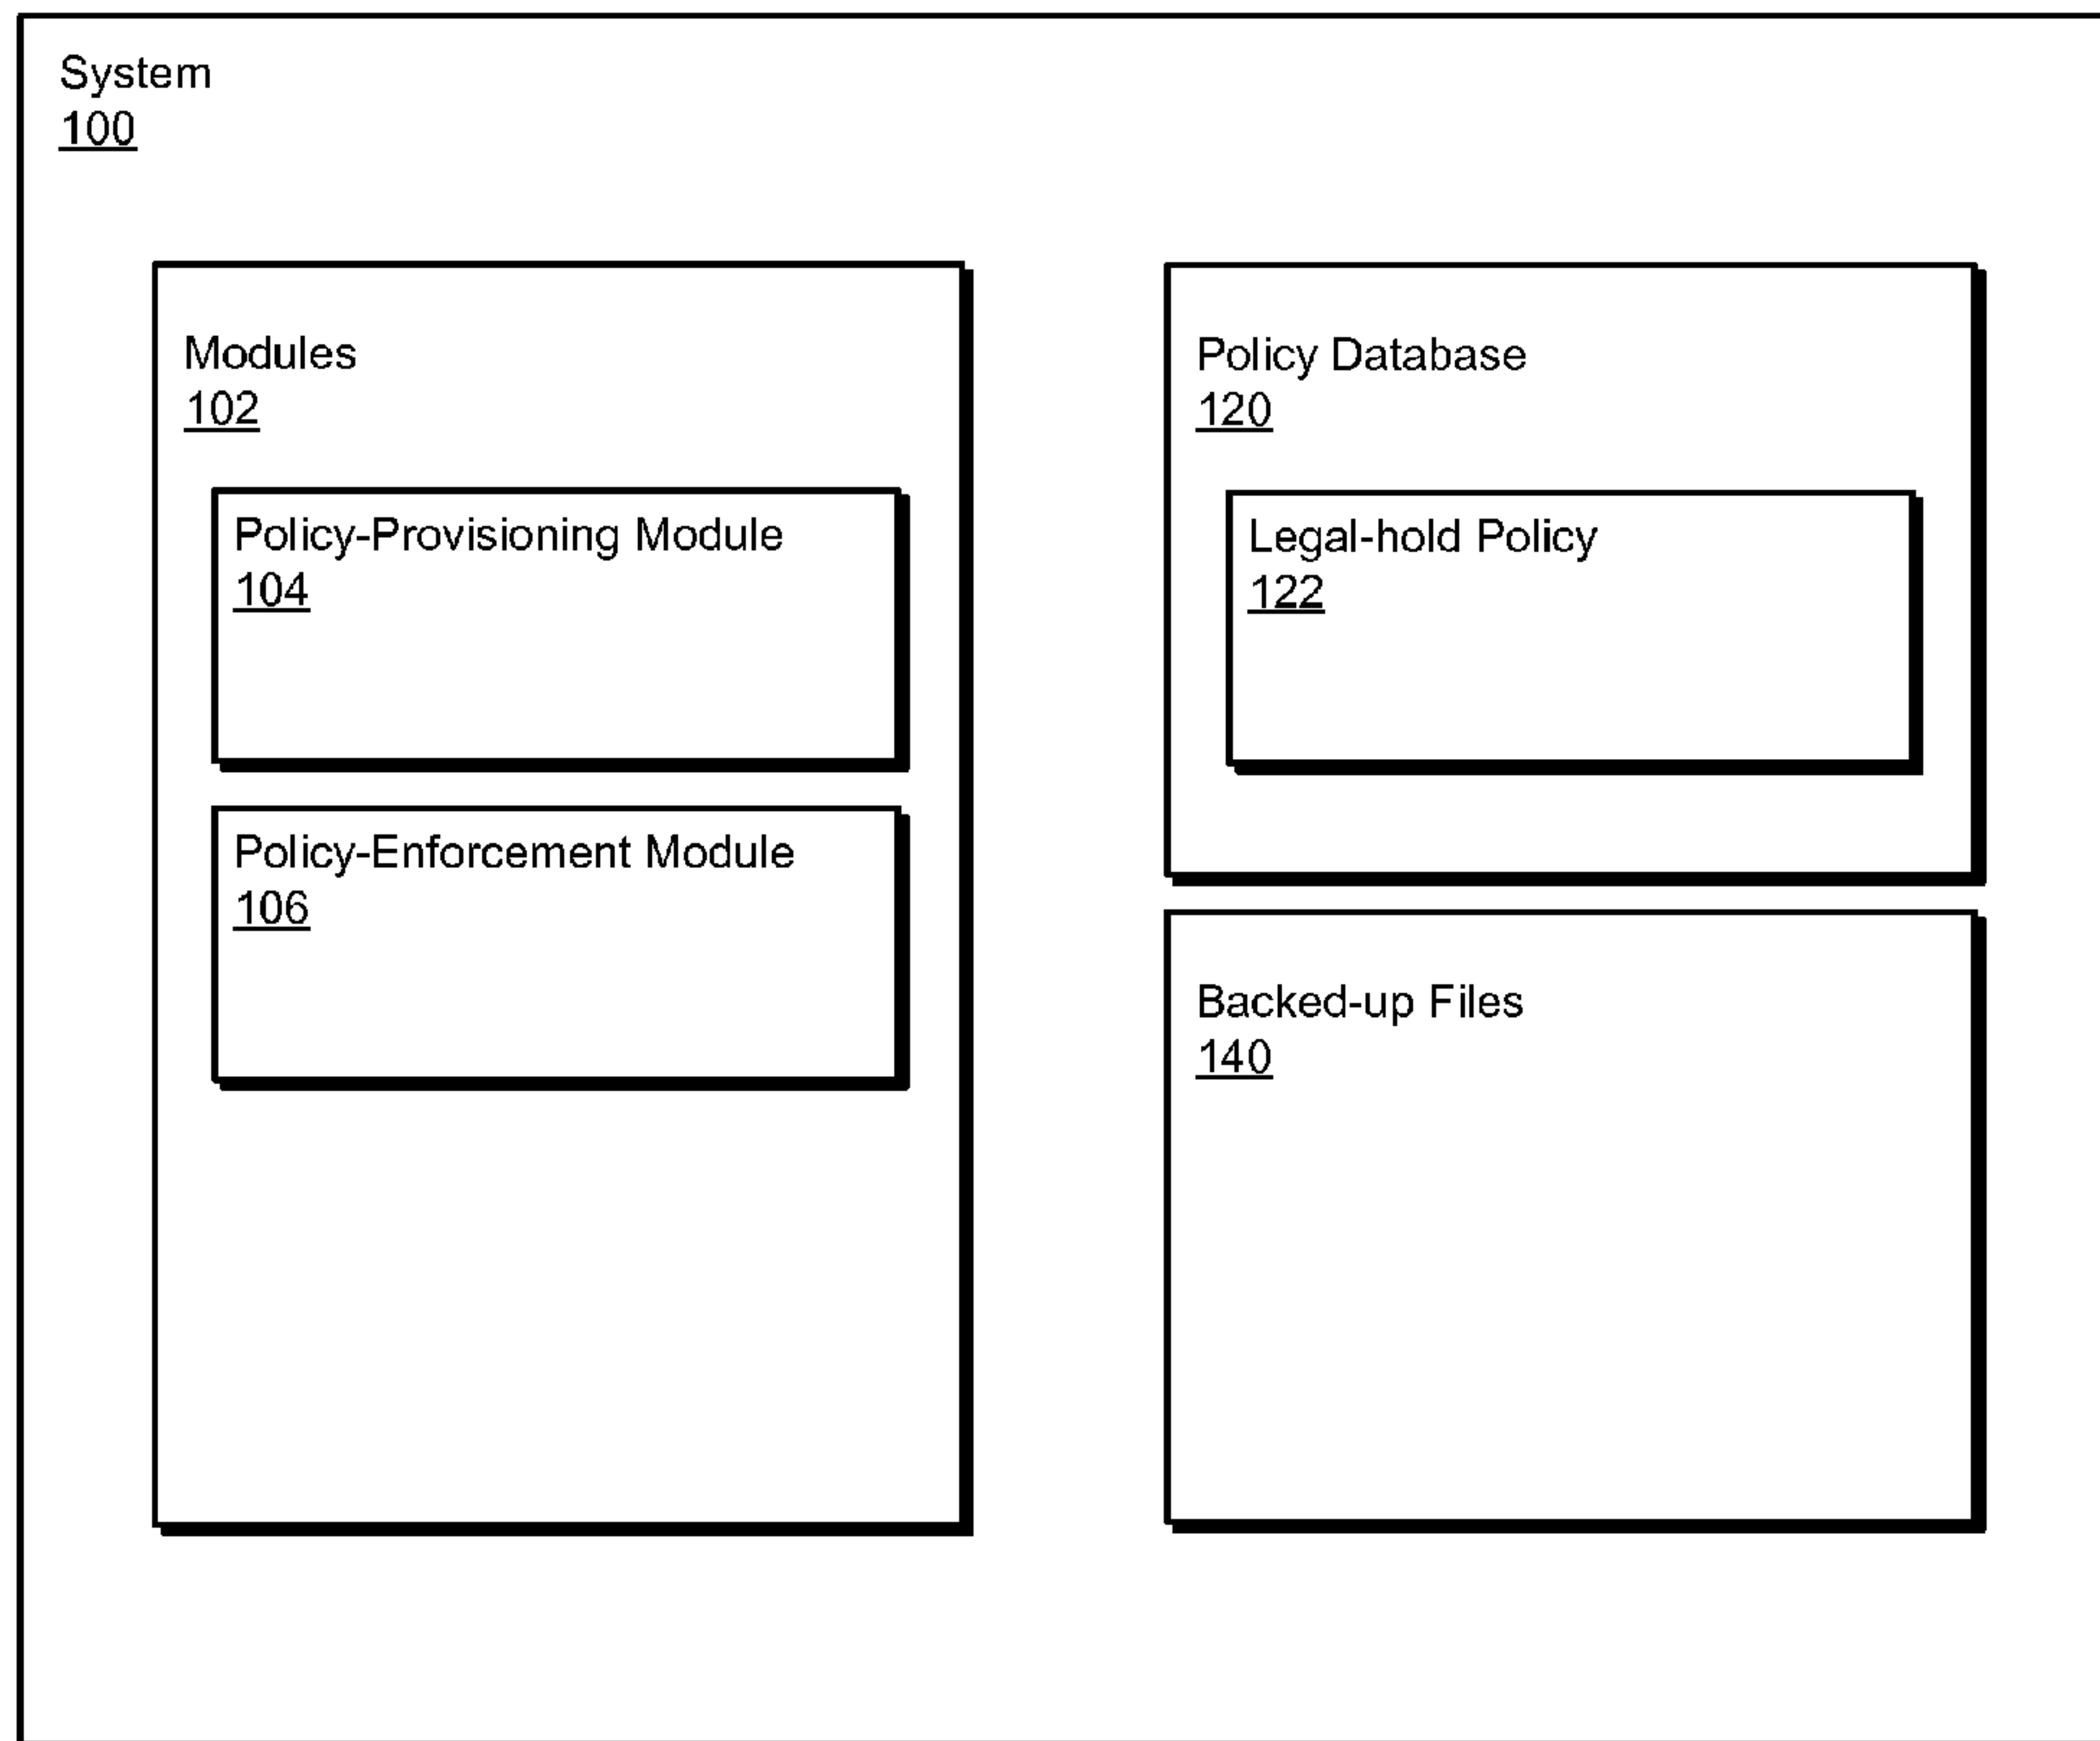 System
100
Modules
102
Policy-Provisioning Module
104
Policy-Enforcement Module
106
Policy Database
120
Legal-hold Policy
122
Backed-up Files
140